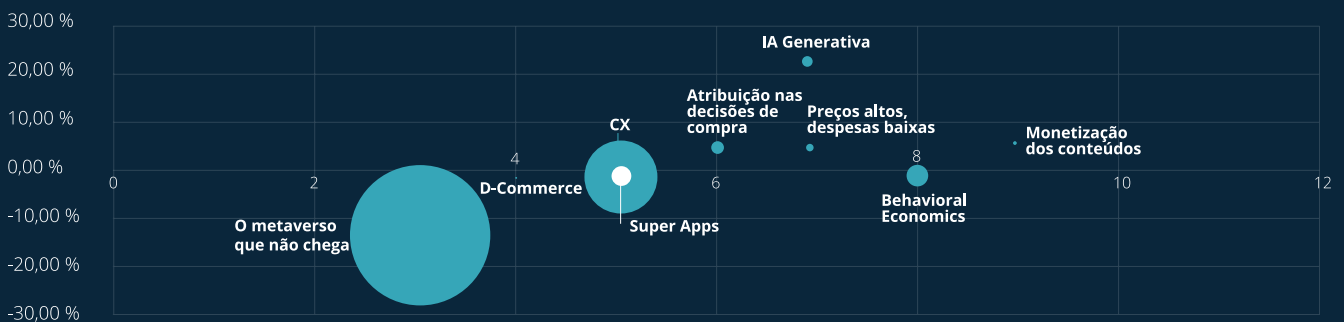 30,00 %
20,00 %
10,00 %
0,00 %
-10,00 %
-20,00 %
-30,00 %
0
2
4
6
8
10
12
O metaverso
que não chega
D-Commerce
CX
Super Apps
Atribuição nas
decisões de
compra
IA Generativa
Preços altos,
despesas baixas
Behavioral
Economics
Monetização
dos conteúdos